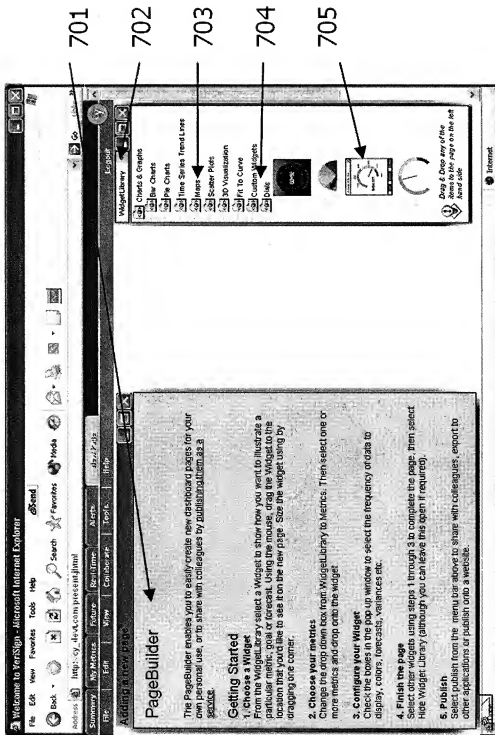 Welcome to VeriSign - Microsoft Internet Explorer
File Edit View Favorites Tools Help Send
Back Search Favorites Media
Address Go
Summary My Metrics Future Real Time Alerts
File Edit View Collaborate Tools Help Logout
Adding a new page
PageBuilder
The PageBuilder enables you to easily create new dashboard pages for your
own personal use, or to share with colleagues by publishing them as a
service.
Getting Started
1. Choose a Widget
From the WidgetLibrary select a Widget to show how you want to illustrate a
particular metric, goal or forecast. Using the mouse, drag the Widget to the
location that you'd like to see it on the new page. Size the widget using by
dragging one corner.
2. Choose your metrics
Change the drop down box from WidgetLibrary to Metrics. Then select one or
more metrics and drop onto the widget.
3. Configure your Widget
Check the boxes in the pop up window to select the frequency of data to
display, colors, forecasts, variances etc.
4. Finish the page
Select other widgets using steps 1 through 3 to complete the page, then select
Hide Widget Library (although you can leave this open if required).
5. Publish
Select publish from the menu bar above to share with colleagues, export to
other applications or publish onto a website.
WidgetLibrary
Charts & Graphs
Bar Charts
Pie Charts
Time Series Trend Lines
Maps
Scatter Plots
3D Visualization
Fit To Curve
Custom Widgets
Dials
Drag & Drop any of the
items to the page on the left
hand side
Internet
701
702
703
704
705